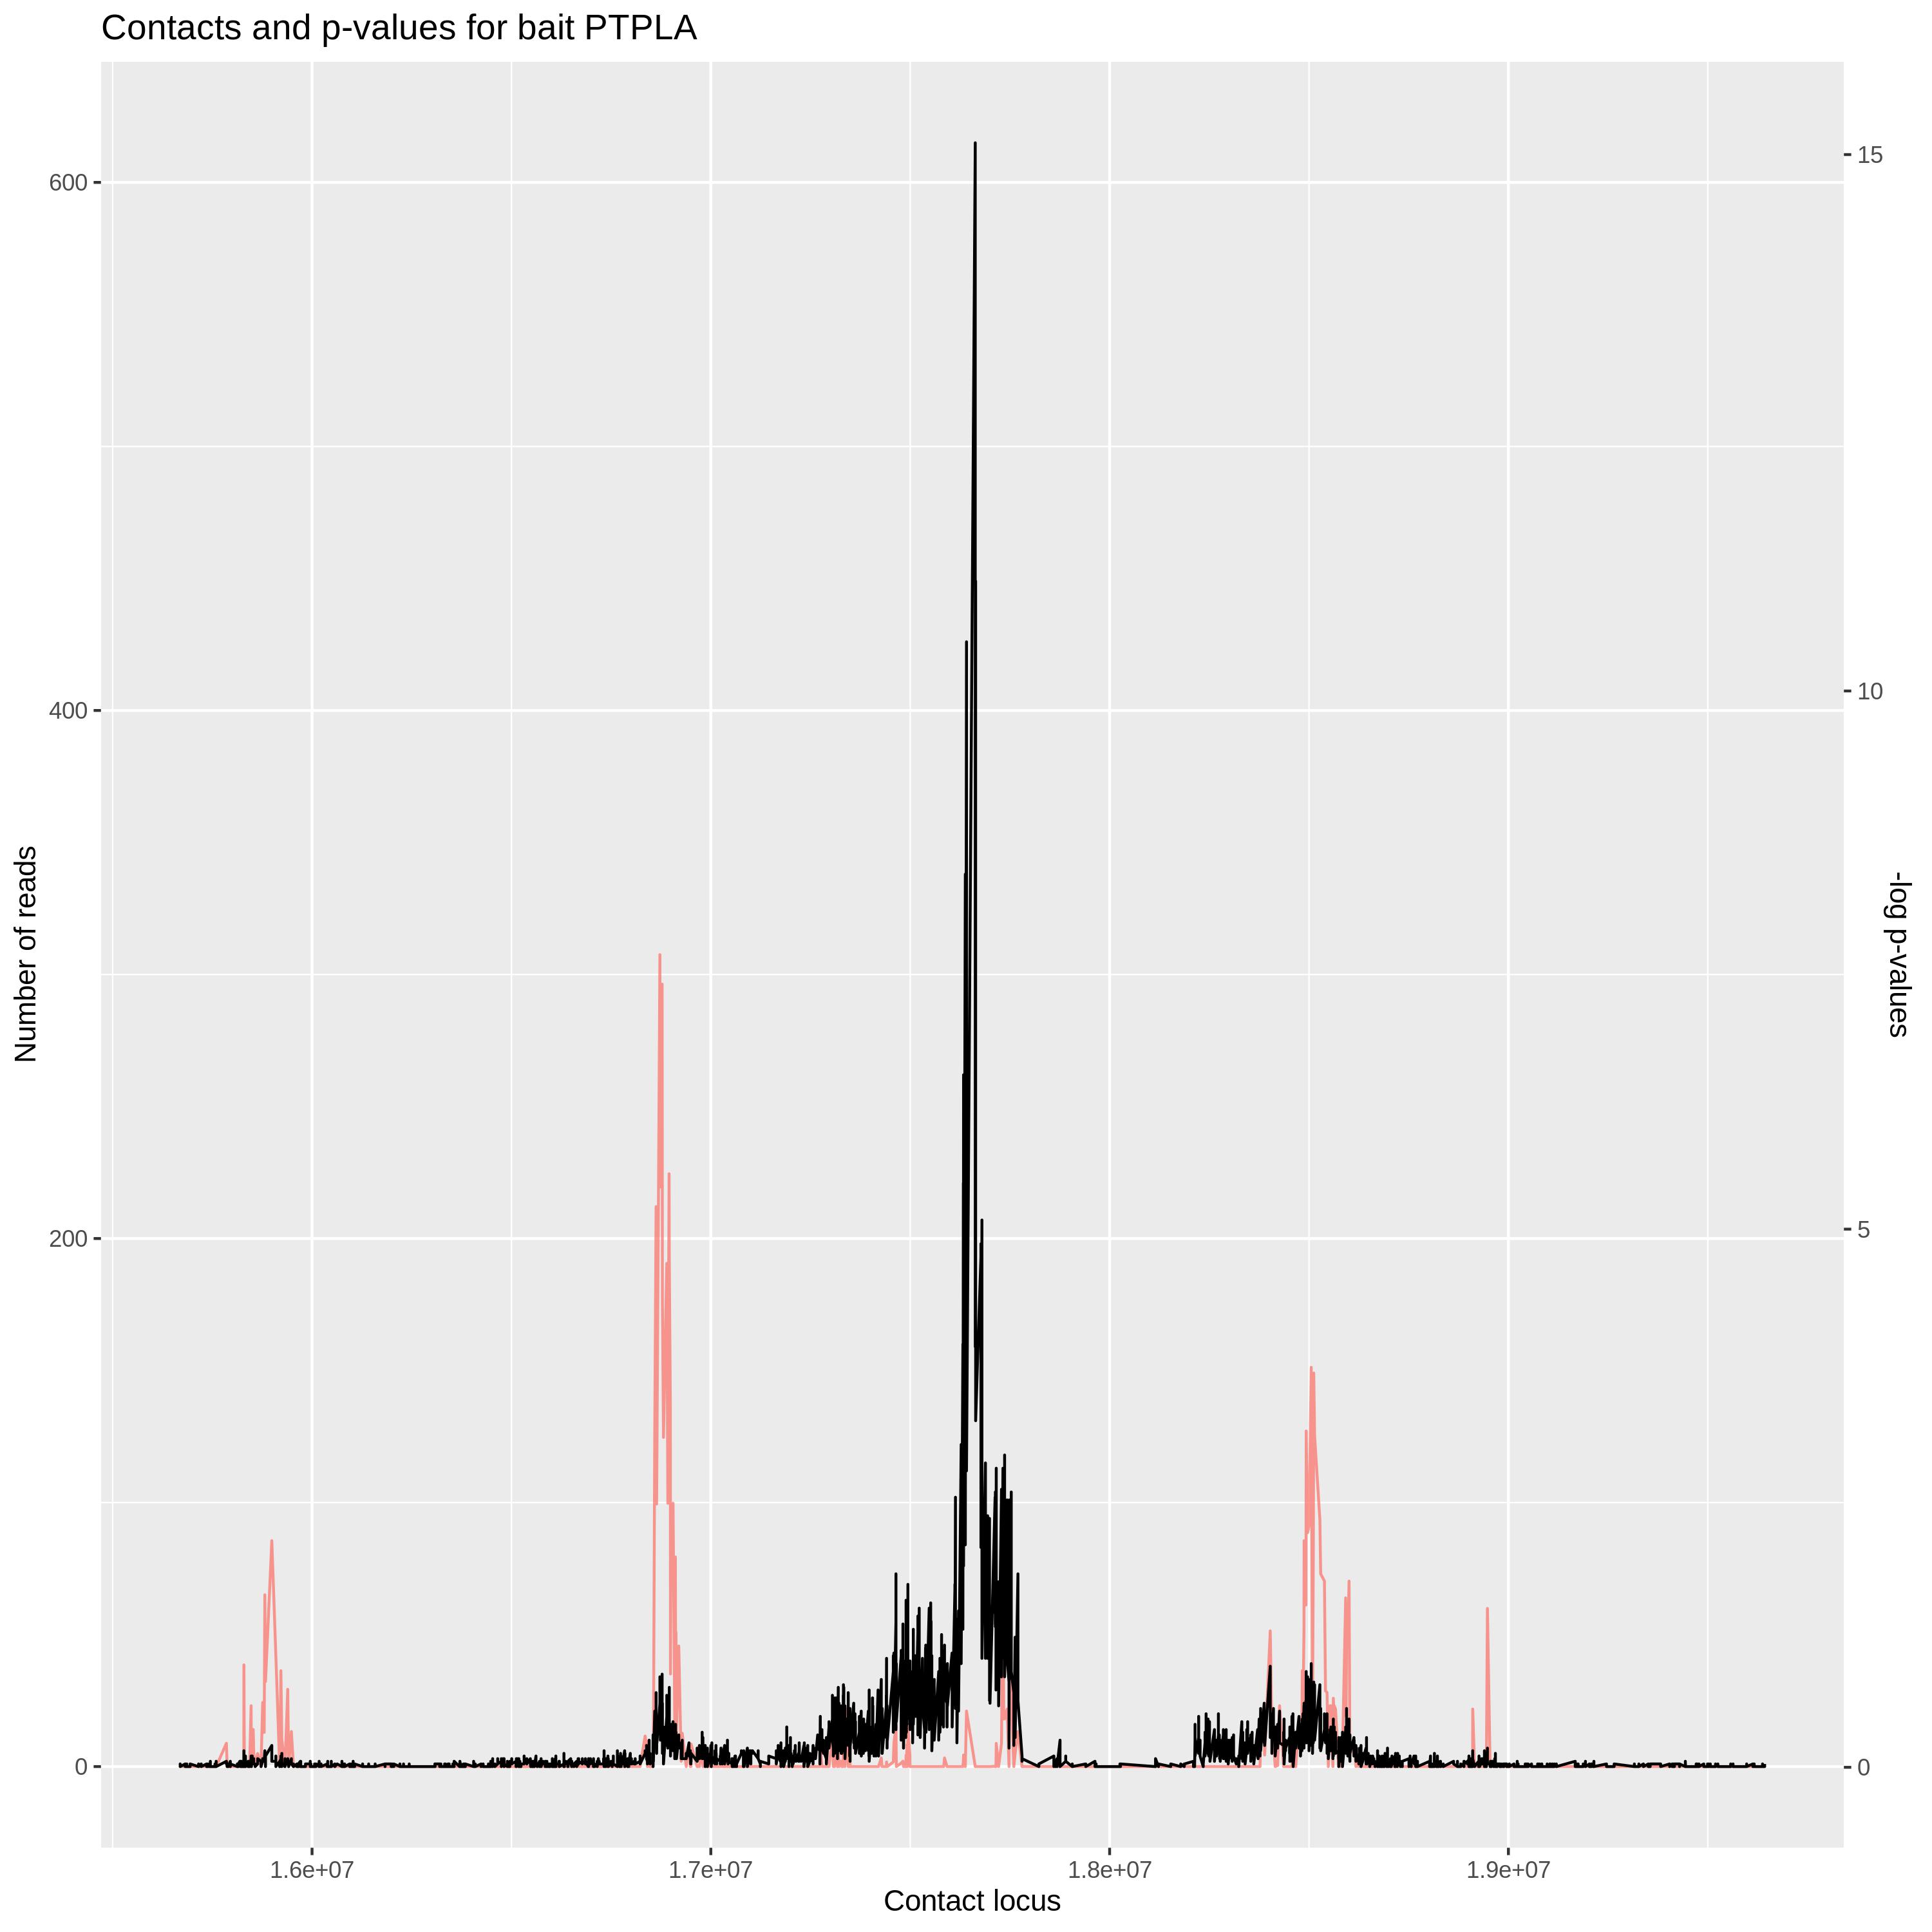 Contacts and p-values for bait PTPLA
600
400
200
0
Number of reads
15
10
5
0
-log p-values
1.6e+07
1.7e+07
1.8e+07
1.9e+07
Contact locus